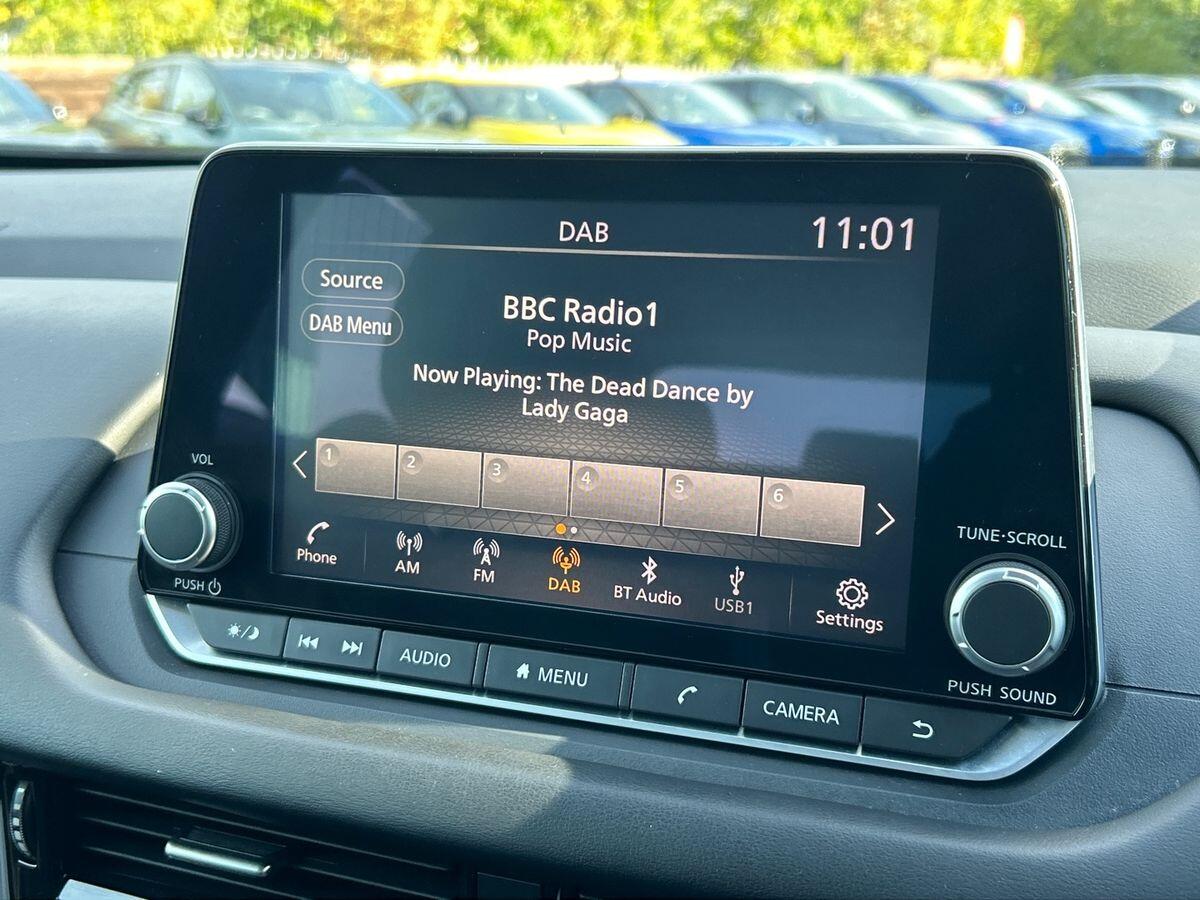 DAB
11:01
Source
DAB Menu
BBC Radio1
Pop Music
Now Playing: The Dead Dance by
Lady Gaga
1 2 3 4 5 6
Phone
AM
FM
DAB
BT Audio
USB1
Settings
VOL
PUSH
TUNE·SCROLL
PUSH SOUND
AUDIO
MENU
CAMERA